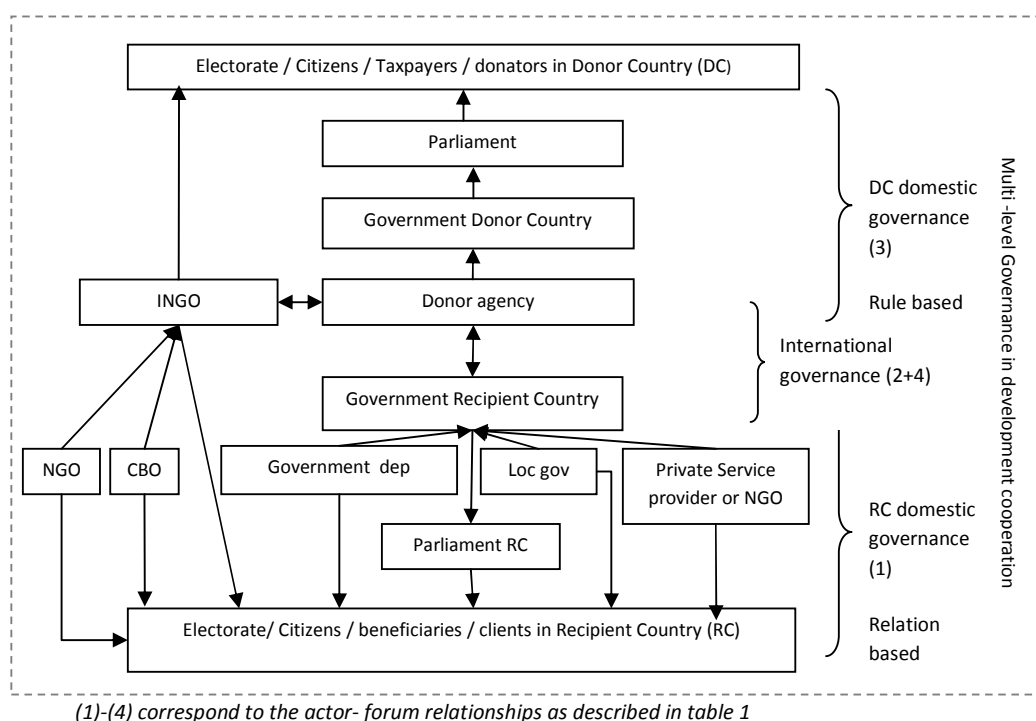 Electorate / Citizens / Taxpayers / donators in Donor Country (DC)
Parliament
Government Donor Country
INGO
Donor agency
Government Recipient Country
NGO
CBO
Government dep
Loc gov
Private Service
provider or NGO
Parliament RC
Electorate/ Citizens / beneficiaries / clients in Recipient Country (RC)
DC domestic
governance
(3)
Rule based
International
governance (2+4)
RC domestic
governance
(1)
Relation
based
Multi -level Governance in development cooperation
(1)-(4) correspond to the actor- forum relationships as described in table 1